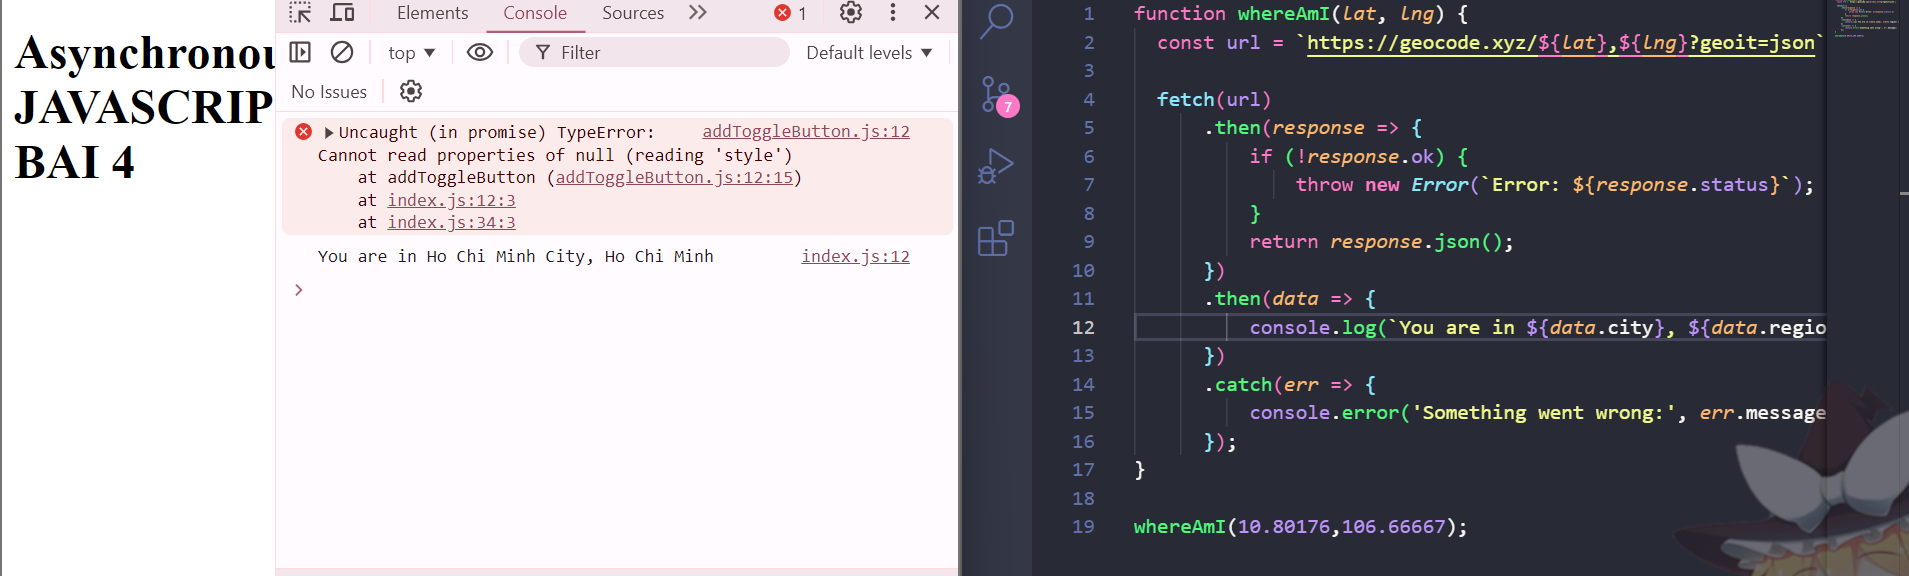 Asynchronou
JAVASCRIP
BAI 4
Elements Console Sources 1
top Filter Default levels
No Issues
Uncaught (in promise) TypeError: addToggleButton.js:12
Cannot read properties of null (reading 'style')
at addToggleButton (addToggleButton.js:12:15)
at index.js:12:3
at index.js:34:3
You are in Ho Chi Minh City, Ho Chi Minh index.js:12
>
7
1 function whereAmI(lat, lng) {
2 const url = `https://geocode.xyz/${lat},${lng}?geoit=json`
3
4 fetch(url)
5 .then(response => {
6 if (!response.ok) {
7 throw new Error(`Error: ${response.status}`);
8 }
9 return response.json();
10 })
11 .then(data => {
12 console.log(`You are in ${data.city}, ${data.regio
13 })
14 .catch(err => {
15 console.error('Something went wrong:', err.message
16 });
17 }
18
19 whereAmI(10.80176,106.66667);